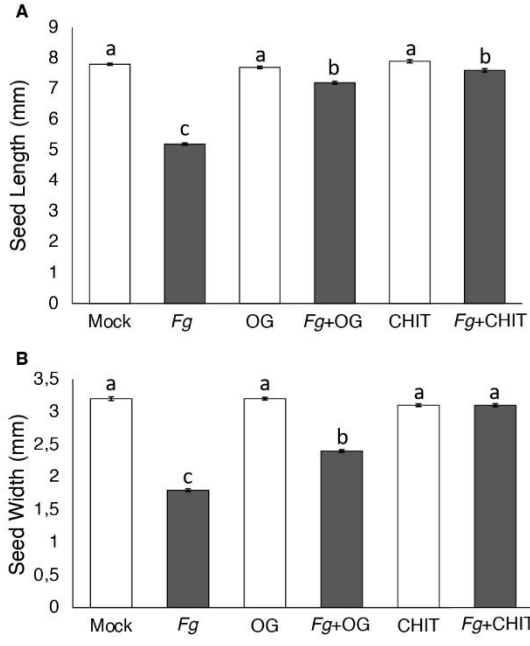 A
Seed Length (mm)
9
8
7
6
5
4
3
2
1
0
a
c
a
b
a
b
Mock Fg OG Fg+OG CHIT Fg+CHIT
B
Seed Width (mm)
3,5
3
2,5
2
1,5
1
0,5
0
a
c
a
b
a
a
Mock Fg OG Fg+OG CHIT Fg+CHIT